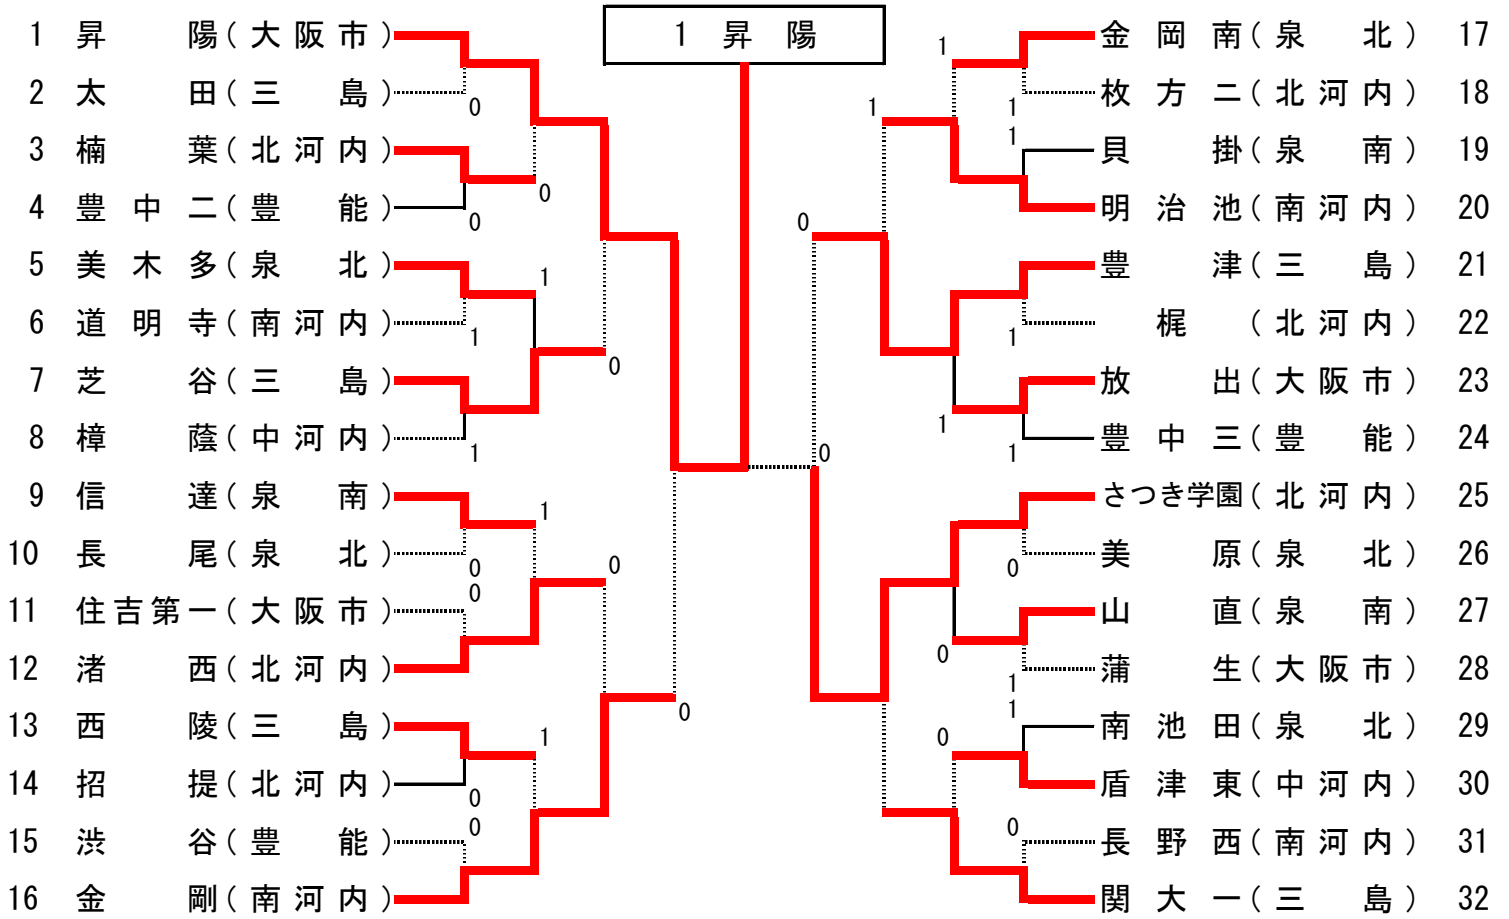 1 昇陽
1 昇陽(大阪市)
2 太田(三島)
0
3 楠葉(北河内)
0
4 豊中二(豊能)
0
5 美木多(泉北)
1
6 道明寺(南河内)
1
0
7 芝谷(三島)
8 樟蔭(中河内)
1
9 信達(泉南)
1
10 長尾(泉北)
0
0
0
11 住吉第一(大阪市)
12 渚西(北河内)
13 西陵(三島)
0
1
14 招提(北河内)
0
15 渋谷(豊能)
0
16 金剛(南河内)
金岡南(泉北) 17
1
枚方二(北河内) 18
1
1
1
貝掛(泉南) 19
明治池(南河内) 20
0
豊津(三島) 21
梶(北河内) 22
1
放出(大阪市) 23
1
豊中三(豊能) 24
1
0
さつき学園(北河内) 25
美原(泉北) 26
0
山直(泉南) 27
0
蒲生(大阪市) 28
1
1
南池田(泉北) 29
0
盾津東(中河内) 30
0
長野西(南河内) 31
関大一(三島) 32